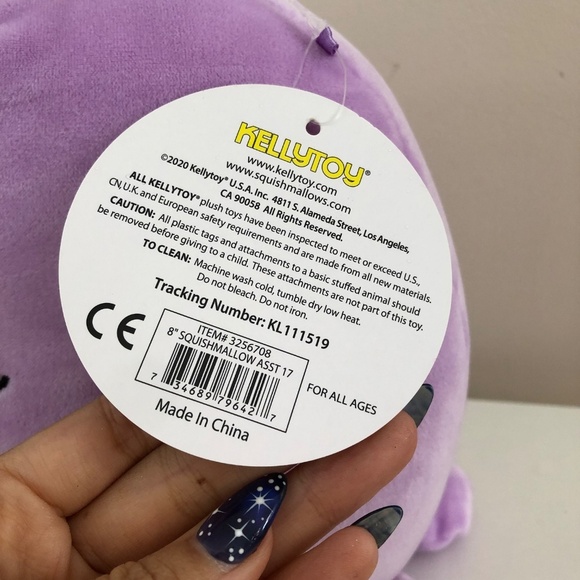 KELLYTOY®
www.kellytoy.com
www.squishmallows.com
©2020 Kellytoy® U.S.A. Inc. 4811 S. Alameda Street, Los Angeles,
CA 90058 All Rights Reserved.
ALL KELLYTOY® plush toys have been inspected to meet or exceed U.S.,
CN, U.K. and European safety requirements and are made from all new materials.
CAUTION: All plastic tags and attachments to a basic stuffed animal should
be removed before giving to a child. These attachments are not part of this toy.
TO CLEAN: Machine wash cold, tumble dry low heat.
Do not bleach. Do not iron.
Tracking Number: KL111519
CE
ITEM# 3256708
8" SQUISHMALLOW ASST 17
7 34689 79642 7
FOR ALL AGES
Made In China